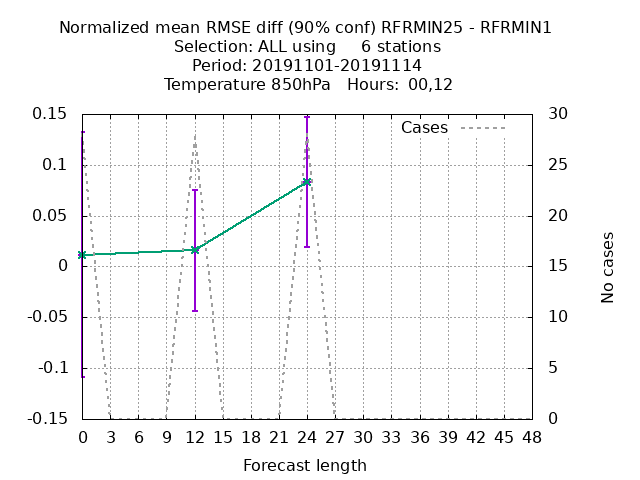 Normalized mean RMSE diff (90% conf) RFRMIN25 - RFRMIN1
Selection: ALL using     6 stations
Period: 20191101-20191114
Temperature 850hPa   Hours: 00,12
0.15
0.1
0.05
0
-0.05
-0.1
-0.15
30
25
20
15
10
5
0
Cases
No cases
0 3 6 9 12 15 18 21 24 27 30 33 36 39 42 45 48
Forecast length